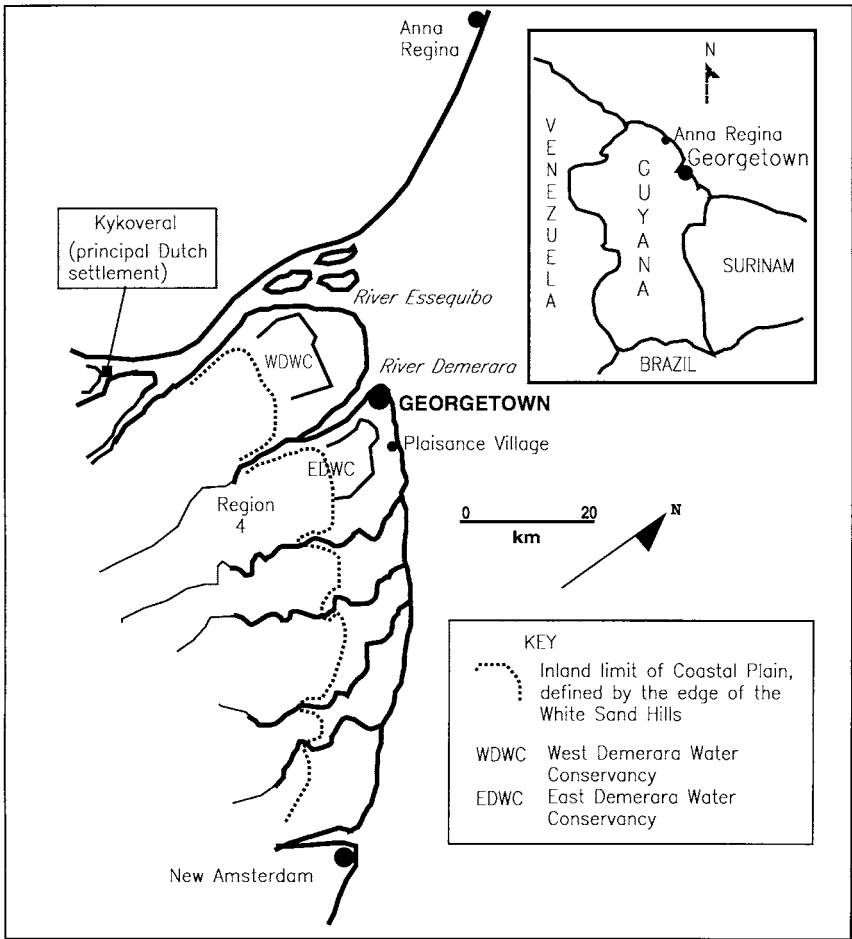 Anna
Regina
N
VENEZUELA
GUYANA
Anna Regina
Georgetown
SURINAM
BRAZIL
Kykoveral
(principal Dutch
settlement)
River Essequibo
WDWC
River Demerara
GEORGETOWN
Plaisance Village
EDWC
Region
4
0 20
km
N
KEY
Inland limit of Coastal Plain,
defined by the edge of the
White Sand Hills
WDWC West Demerara Water
Conservancy
EDWC East Demerara Water
Conservancy
New Amsterdam